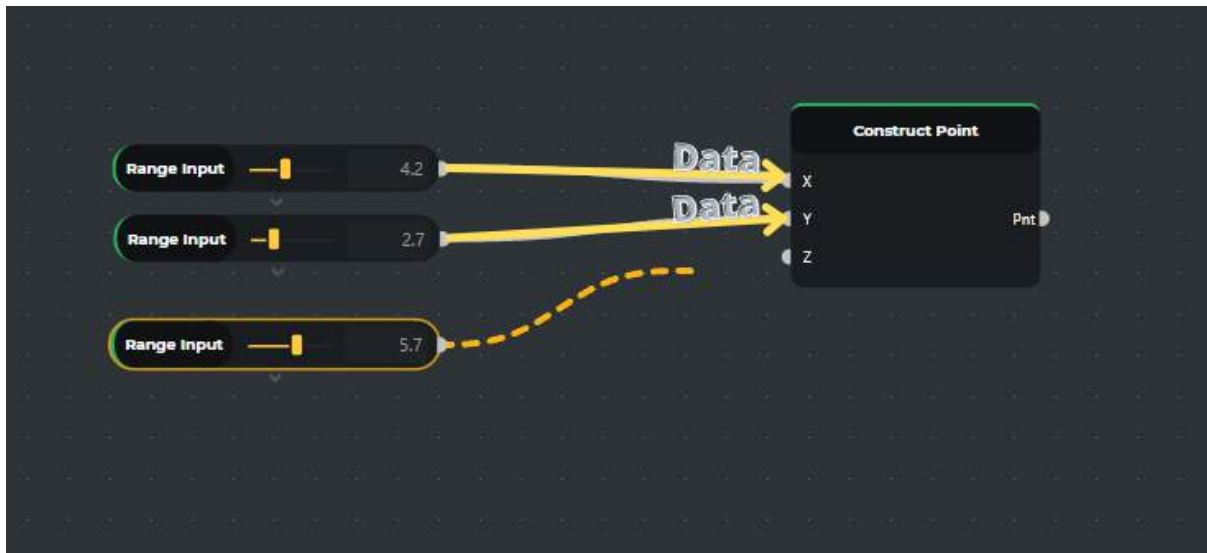 Construct Point
Range Input 4.2
Data
X
Range Input 2.7
Data
Y
Pnt
Z
Range Input 5.7